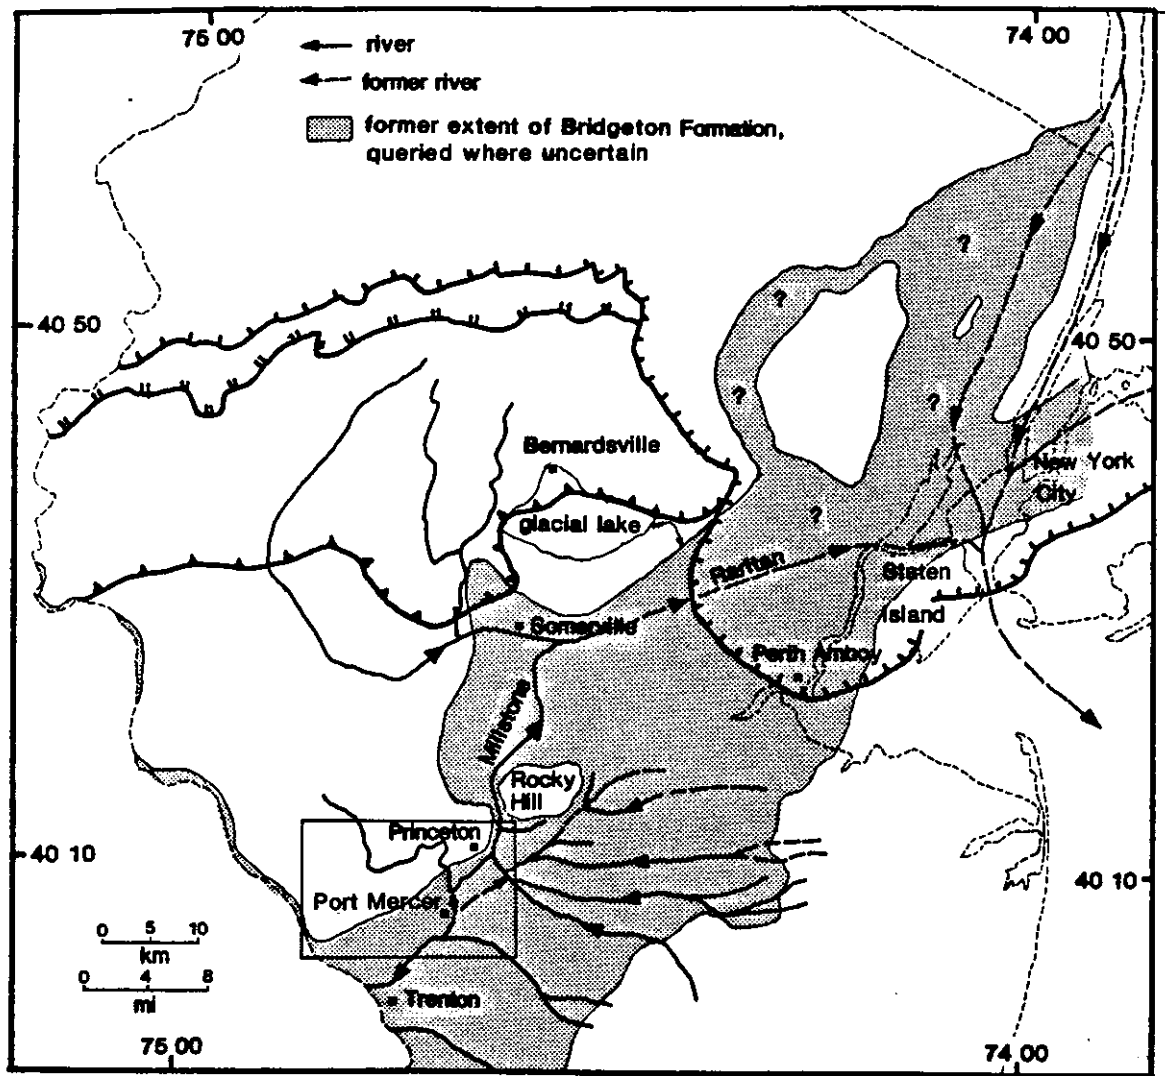 75 00
74 00
river
former river
former extent of Bridgeton Formation,
queried where uncertain
?
?
40 50
40 50
?
?
Bernardsville
New York
City
?
glacial lake
Raritan
Staten
Island
Somerville
Perth Amboy
Millstone
Rocky
Hill
Princeton
40 10
40 10
Port Mercer
0 5 10
km
0 4 8
mi
Trenton
75 00
74 00